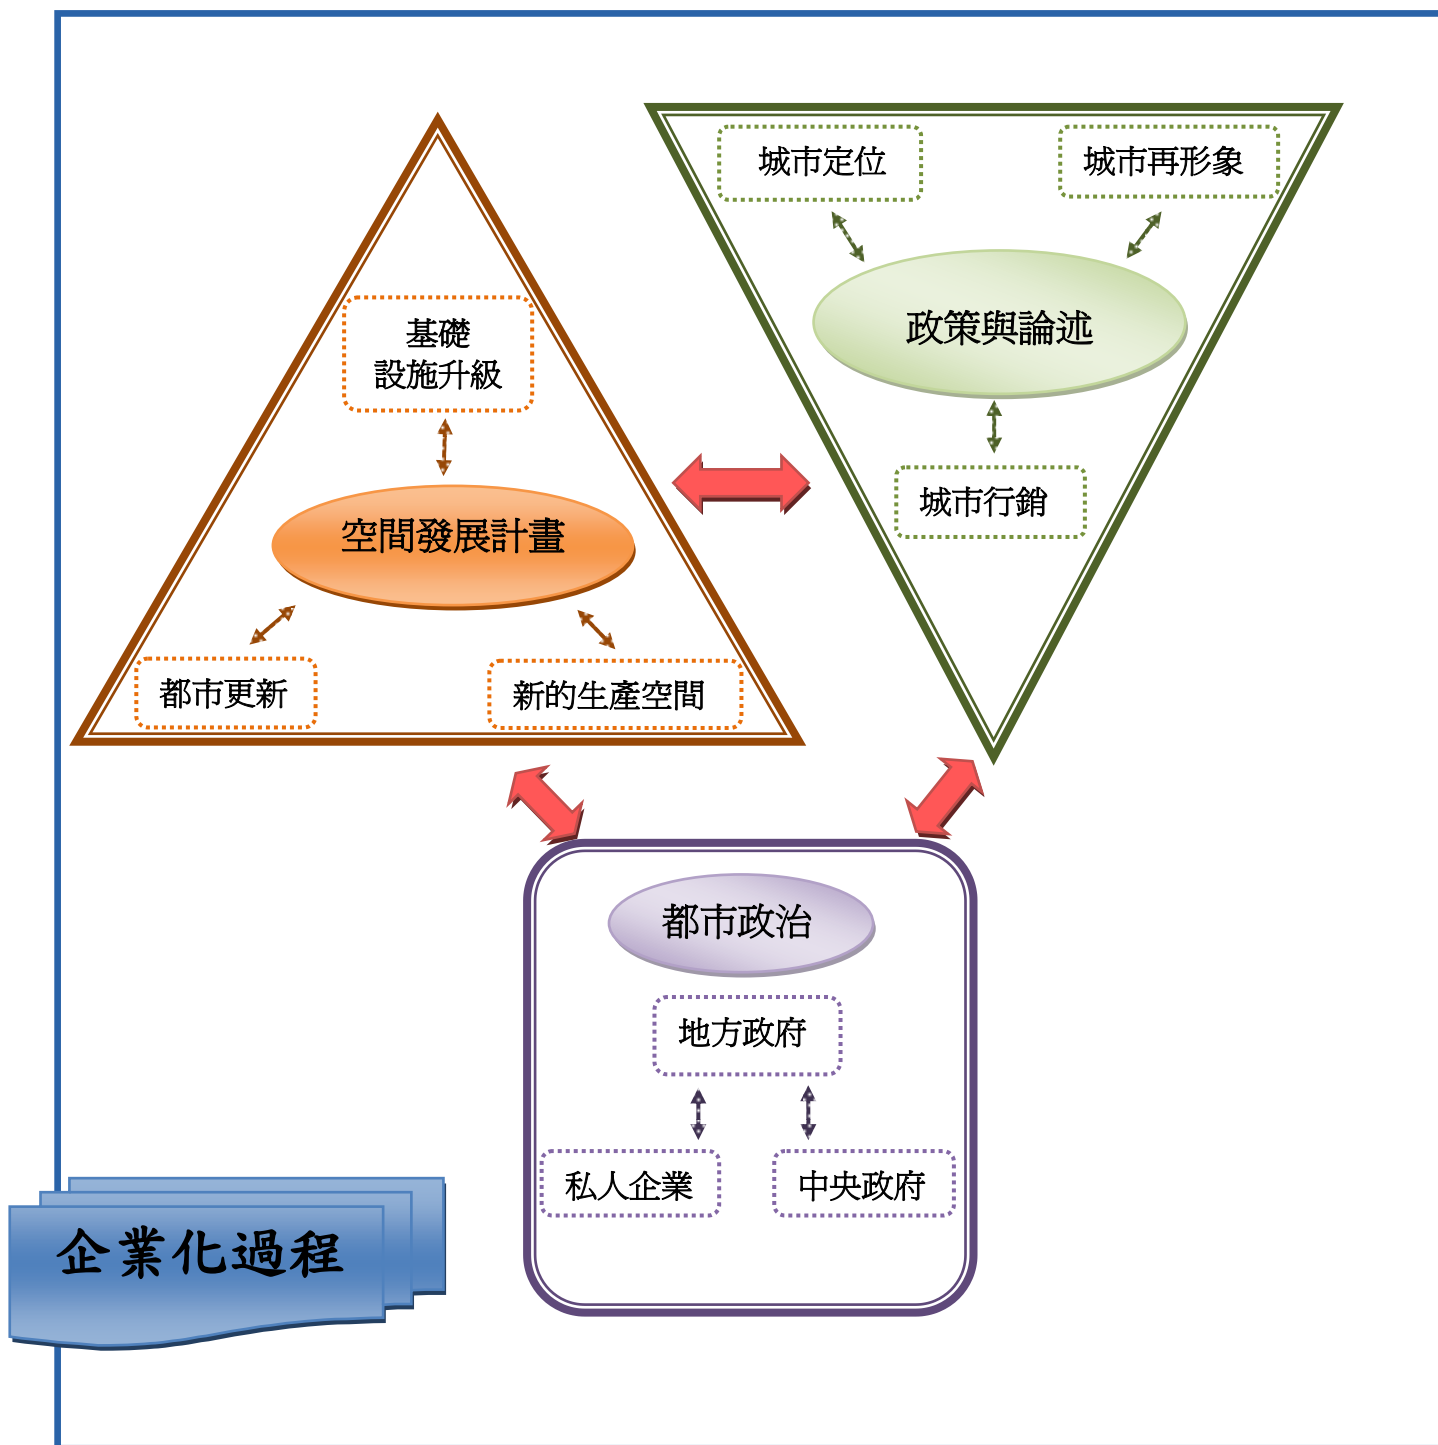 城市定位
城市再形象
政策與論述
城市行銷
基礎
設施升級
空間發展計畫
都市更新
新的生產空間
都市政治
地方政府
私人企業
中央政府
企業化過程